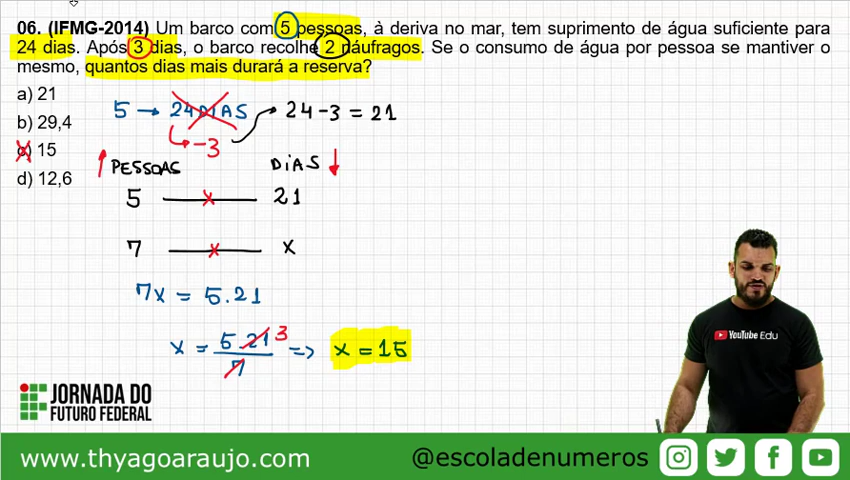 06. (IFMG-2014) Um barco com 5 pessoas, à deriva no mar, tem suprimento de água suficiente para
24 dias. Após 3 dias, o barco recolhe 2 náufragos. Se o consumo de água por pessoa se mantiver o
mesmo, quantos dias mais durará a reserva?
a) 21
b) 29,4
c) 15
d) 12,6
5 → 24 DIAS
24 - 3 = 21
-3
PESSOAS DIAS
5 21
7 x
7x = 5.21
x = 5.21 3 => x = 15
7
YouTube Edu
JORNADA DO
FUTURO FEDERAL
www.thyagoaraujo.com @escoladenumeros